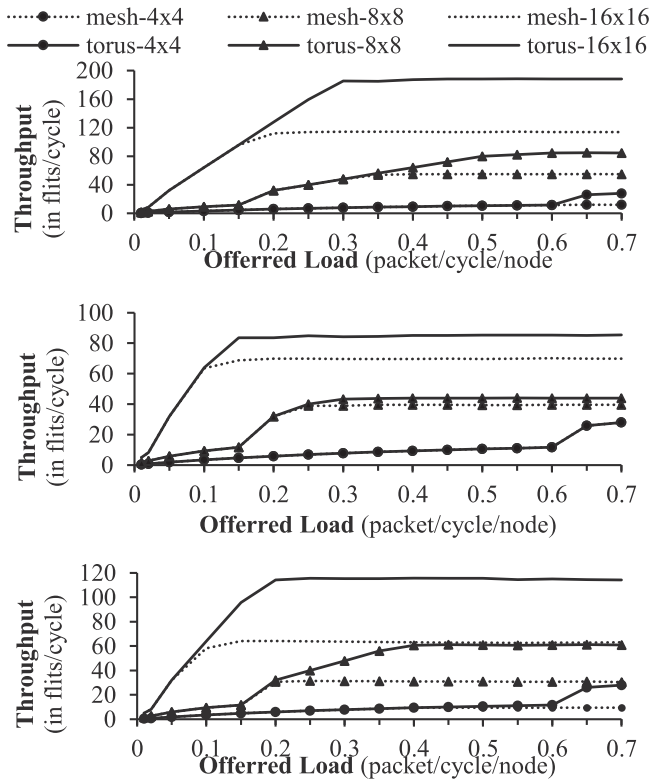 mesh-4x4 mesh-8x8 mesh-16x16
torus-4x4 torus-8x8 torus-16x16
200
160
120
80
40
0
Throughput
(in flits/cycle)
0 0.1 0.2 0.3 0.4 0.5 0.6 0.7
Offerred Load (packet/cycle/node
100
80
60
40
20
0
Throughput
(in flits/cycle)
0 0.1 0.2 0.3 0.4 0.5 0.6 0.7
Offerred Load (packet/cycle/node)
120
100
80
60
40
20
0
Throughput
(in flits/cycle)
0 0.1 0.2 0.3 0.4 0.5 0.6 0.7
Offerred Load (packet/cycle/node)